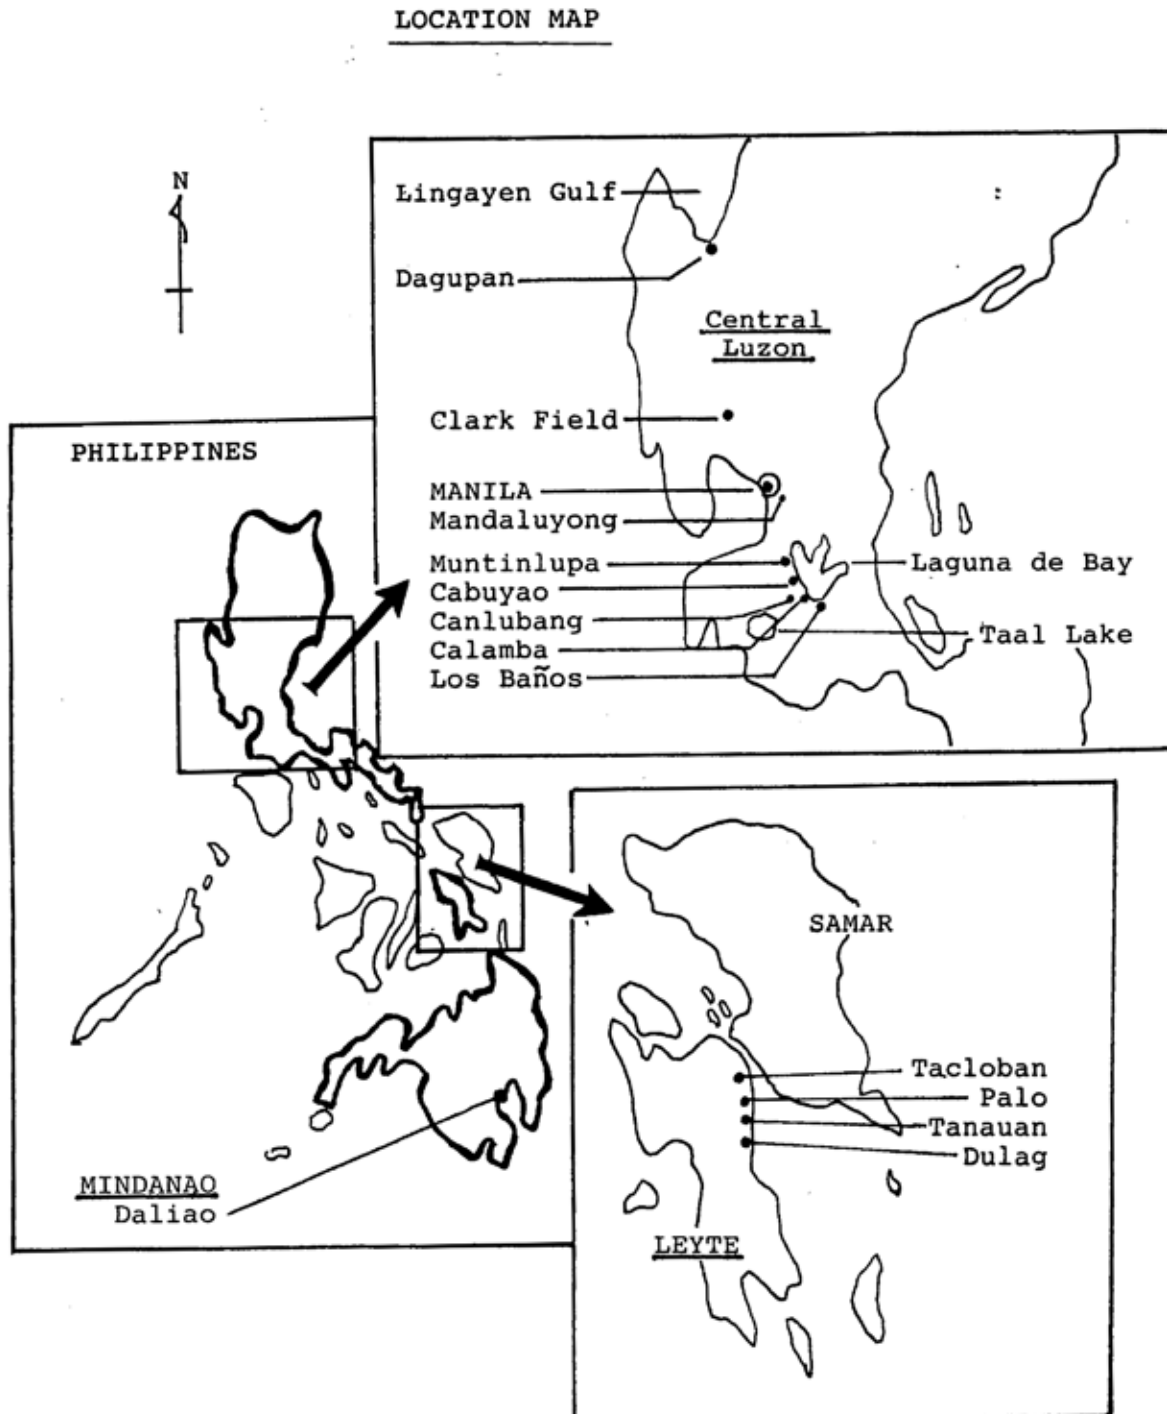 LOCATION MAP
N
Lingayen Gulf
Dagupan
Central
Luzon
Clark Field
MANILA
Mandaluyong
Muntinlupa
Cabuyao
Canlubang
Calamba
Los Baños
Laguna de Bay
Taal Lake
PHILIPPINES
MINDANAO
Daliao
SAMAR
Tacloban
Palo
Tanauan
Dulag
LEYTE